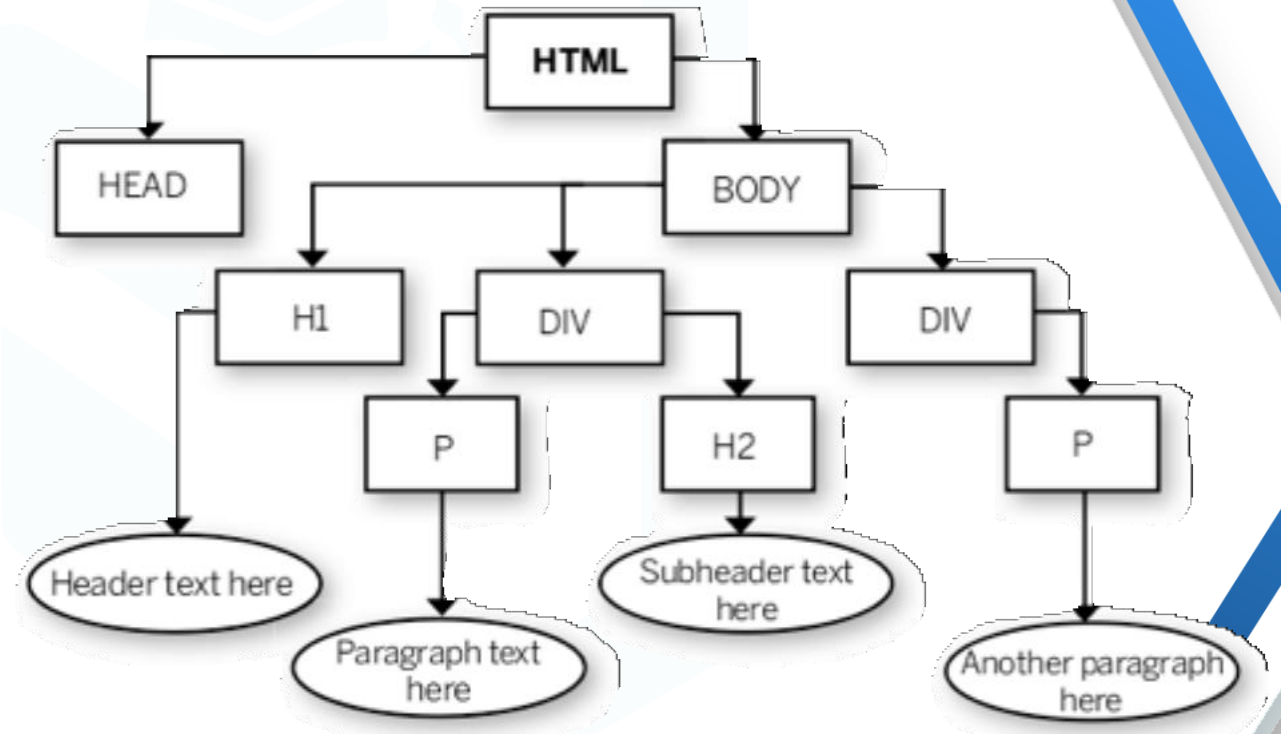 HTML
HEAD
BODY
H1
DIV
DIV
P
H2
P
Header text here
Subheader text
here
Paragraph text
here
Another paragraph
here